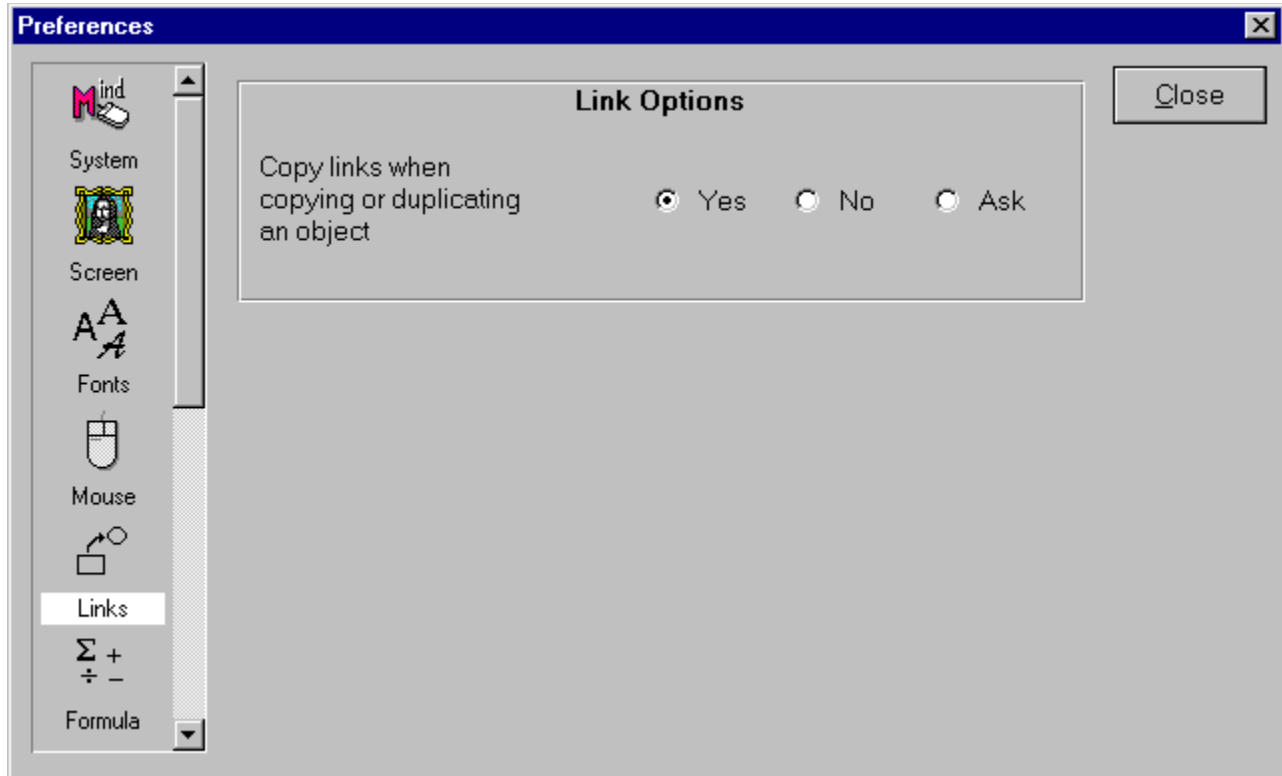 Preferences
Mind
System
Screen
AAA
Fonts
Mouse
Links
Σ +
÷ −
Formula
Link Options
Copy links when
copying or duplicating
an object
Yes No Ask
Close